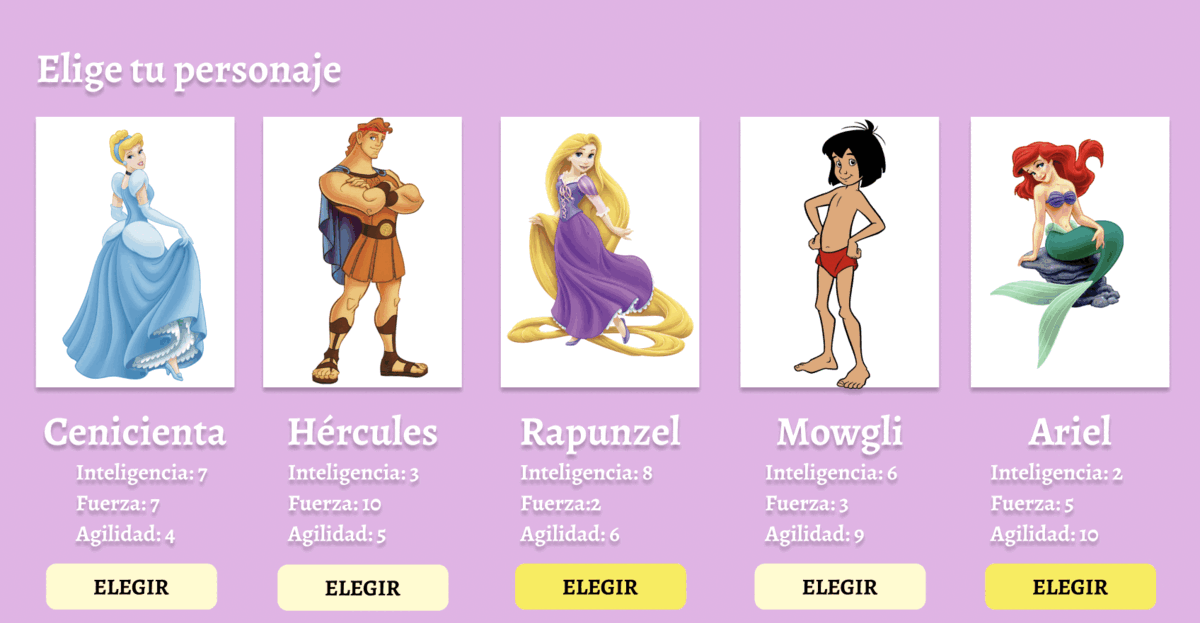 Elige tu personaje
Cenicienta
Inteligencia: 7
Fuerza: 7
Agilidad: 4
ELEGIR
Hércules
Inteligencia: 3
Fuerza: 10
Agilidad: 5
ELEGIR
Rapunzel
Inteligencia: 8
Fuerza:2
Agilidad: 6
ELEGIR
Mowgli
Inteligencia: 6
Fuerza: 3
Agilidad: 9
ELEGIR
Ariel
Inteligencia: 2
Fuerza: 5
Agilidad: 10
ELEGIR